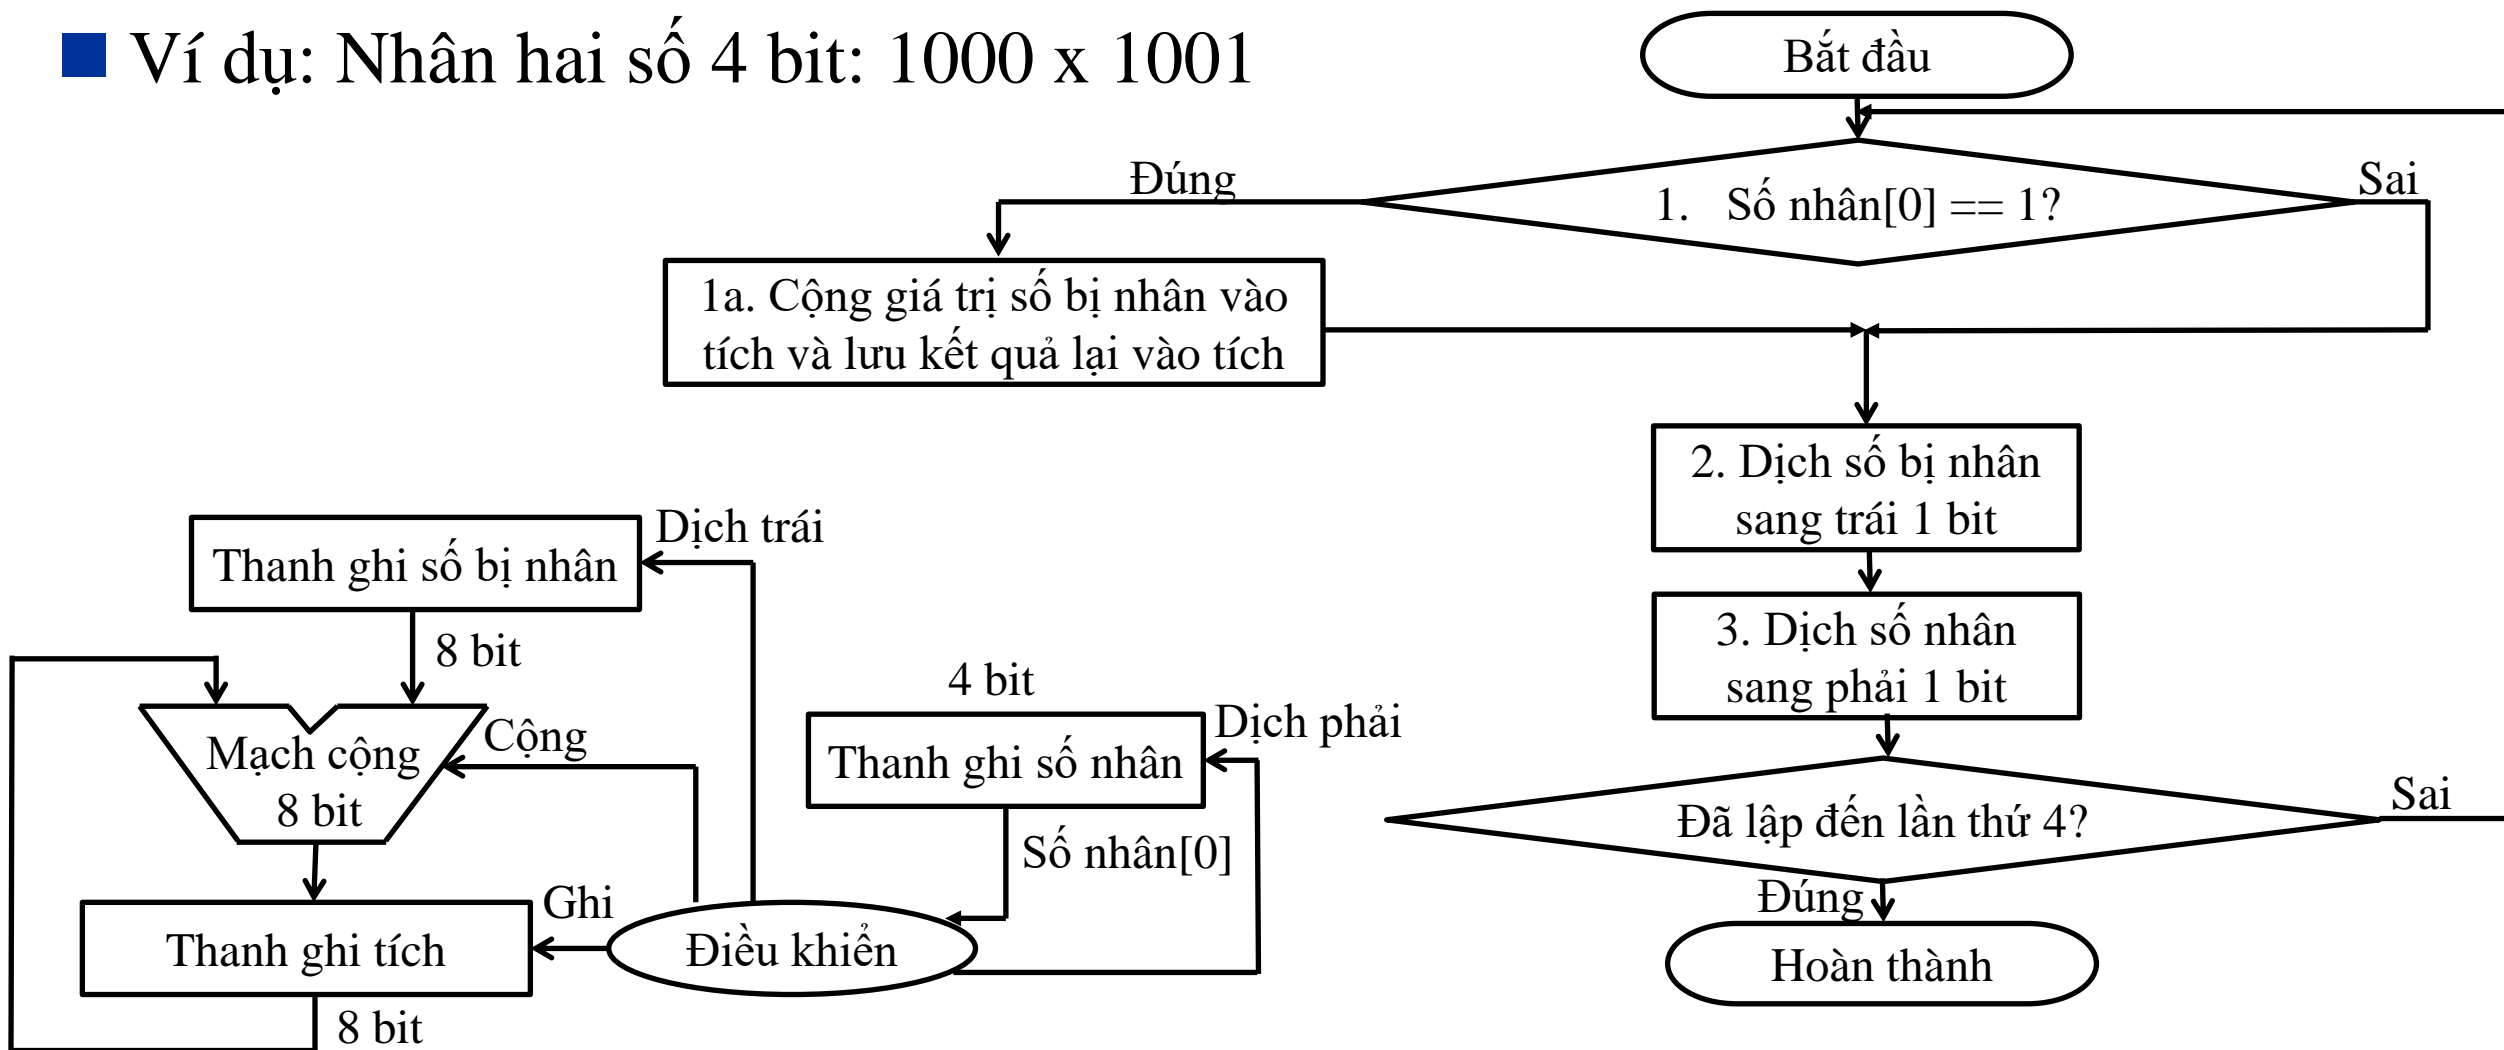 Ví dụ: Nhân hai số 4 bit: 1000 x 1001
Bắt đầu
Đúng
Sai
1. Số nhân[0] == 1?
1a. Cộng giá trị số bị nhân vào
tích và lưu kết quả lại vào tích
2. Dịch số bị nhân
sang trái 1 bit
3. Dịch số nhân
sang phải 1 bit
Đã lập đến lần thứ 4?
Sai
Đúng
Hoàn thành
Dịch trái
Thanh ghi số bị nhân
8 bit
4 bit
Dịch phải
Cộng
Mạch cộng
8 bit
Thanh ghi số nhân
Số nhân[0]
Ghi
Thanh ghi tích
Điều khiển
8 bit